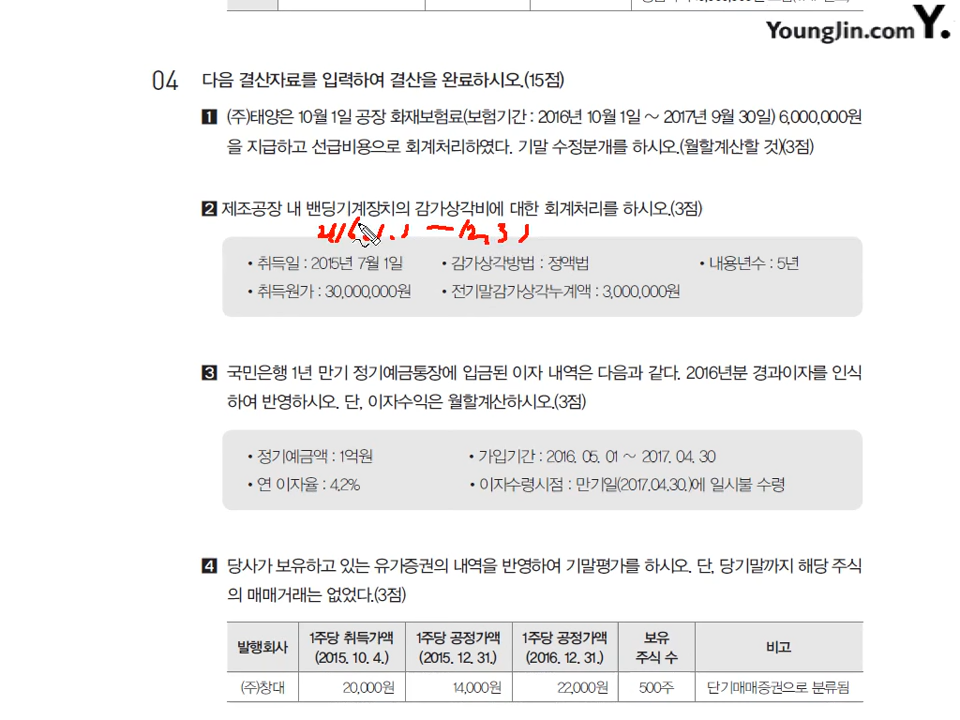 YoungJin.com Y.
04 다음 결산자료를 입력하여 결산을 완료하시오.(15점)
1 (주)태양은 10월 1일 공장 화재보험료(보험기간 : 2016년 10월 1일 ~ 2017년 9월 30일) 6,000,000원
을 지급하고 선급비용으로 회계처리하였다. 기말 수정분개를 하시오.(월할계산할 것)(3점)
2 제조공장 내 밴딩기계장치의 감가상각비에 대한 회계처리를 하시오.(3점)
• 취득일 : 2015년 7월 1일 • 감가상각방법 : 정액법 • 내용년수 : 5년
• 취득원가 : 30,000,000원 • 전기말감가상각누계액 : 3,000,000원
3 국민은행 1년 만기 정기예금통장에 입금된 이자 내역은 다음과 같다. 2016년분 경과이자를 인식
하여 반영하시오. 단, 이자수익은 월할계산하시오.(3점)
• 정기예금액 : 1억원 • 가입기간 : 2016. 05. 01 ~ 2017. 04. 30
• 연 이자율 : 4.2% • 이자수령시점 : 만기일(2017.04.30.)에 일시불 수령
4 당사가 보유하고 있는 유가증권의 내역을 반영하여 기말평가를 하시오. 단, 당기말까지 해당 주식
의 매매거래는 없었다.(3점)
발행회사 1주당 취득가액 (2015. 10. 4.) 1주당 공정가액 (2015. 12. 31.) 1주당 공정가액 (2016. 12. 31.) 보유 주식 수 비고
(주)창대 20,000원 14,000원 22,000원 500주 단기매매증권으로 분류됨